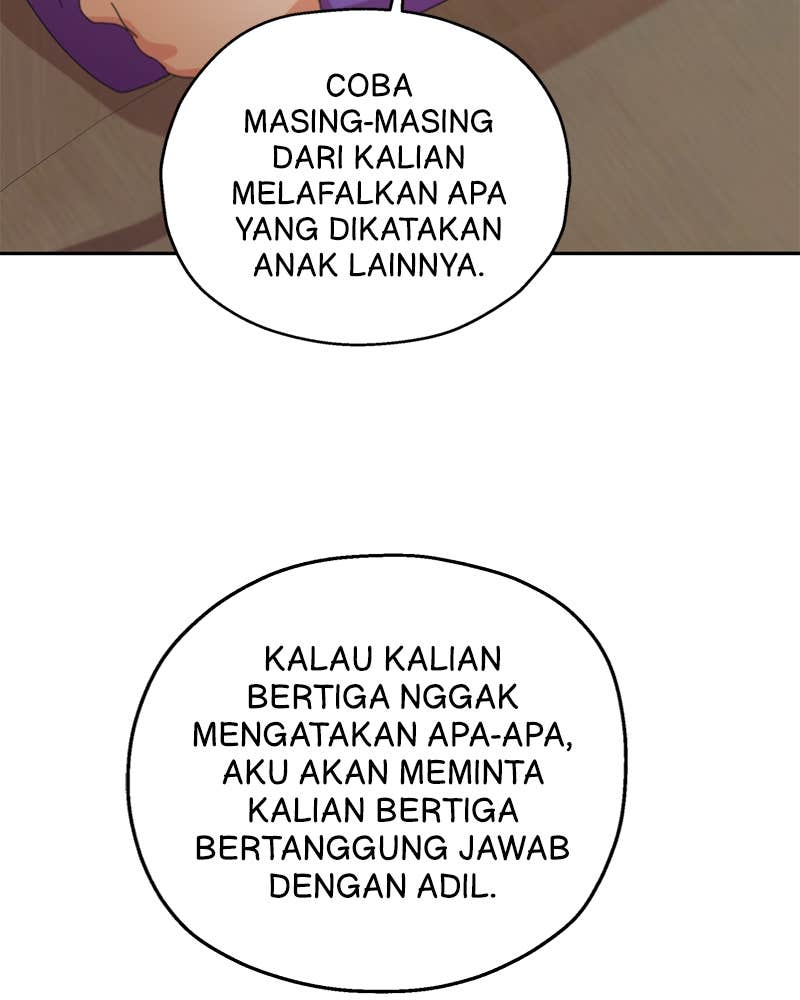 COBA
MASING-MASING
DARI KALIAN
MELAFALKAN APA
YANG DIKATAKAN
ANAK LAINNYA.
KALAU KALIAN
BERTIGA NGGAK
MENGATAKAN APA-APA,
AKU AKAN MEMINTA
KALIAN BERTIGA
BERTANGGUNG JAWAB
DENGAN ADIL.